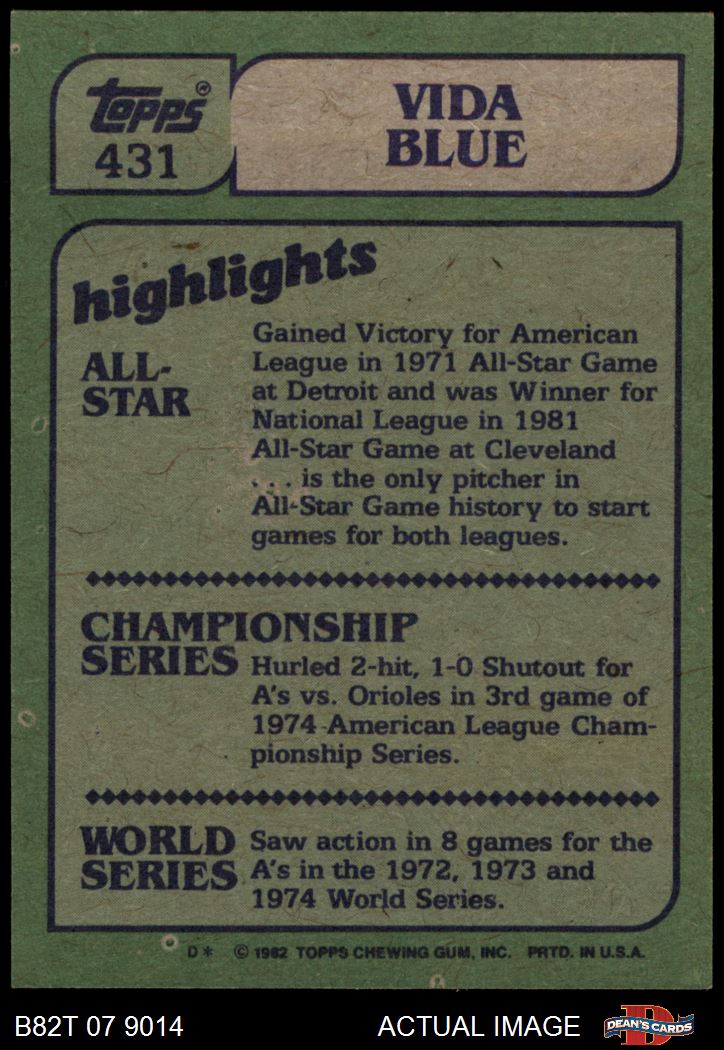 Topps®
431
VIDA
BLUE
highlights
ALL-
STAR
Gained Victory for American
League in 1971 All-Star Game
at Detroit and was Winner for
National League in 1981
All-Star Game at Cleveland
. . . is the only pitcher in
All-Star Game history to start
games for both leagues.
CHAMPIONSHIP
SERIES
Hurled 2-hit, 1-0 Shutout for
A's vs. Orioles in 3rd game of
1974 American League Cham-
pionship Series.
WORLD
SERIES
Saw action in 8 games for the
A's in the 1972, 1973 and
1974 World Series.
D* © 1982 TOPPS CHEWING GUM, INC. PRTD. IN U.S.A.
B82T 07 9014
ACTUAL IMAGE
D
DEAN'S CARDS